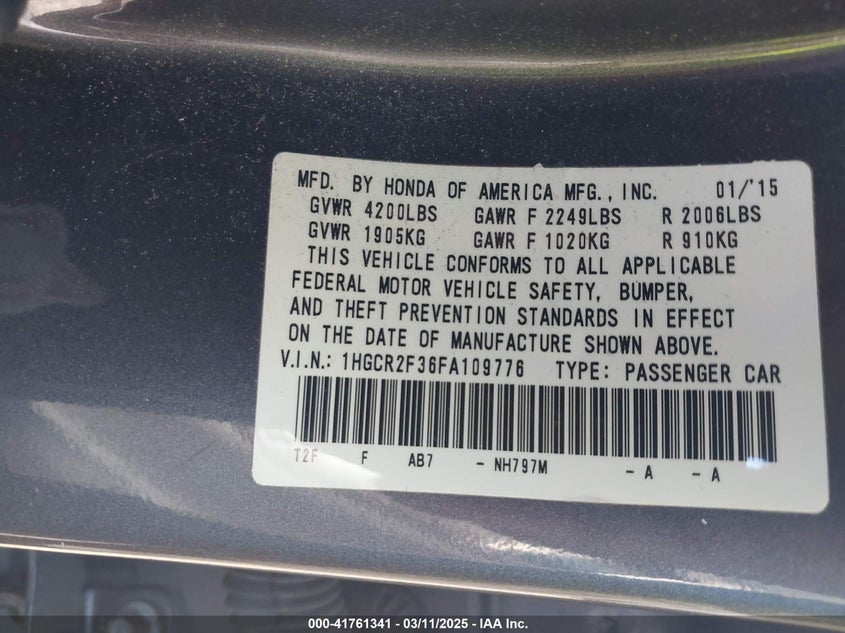 MFD. BY HONDA OF AMERICA MFG., INC. 01/'15
GVWR 4200LBS GAWR F 2249LBS R 2006LBS
GVWR 1905KG GAWR F 1020KG R 910KG
THIS VEHICLE CONFORMS TO ALL APPLICABLE
FEDERAL MOTOR VEHICLE SAFETY, BUMPER,
AND THEFT PREVENTION STANDARDS IN EFFECT
ON THE DATE OF MANUFACTURE SHOWN ABOVE.
V.I.N.: 1HGCR2F36FA109776 TYPE: PASSENGER CAR
T2F F AB7 - NH797M - A - A
000-41761341 / 03/11/2025 - IAA Inc.